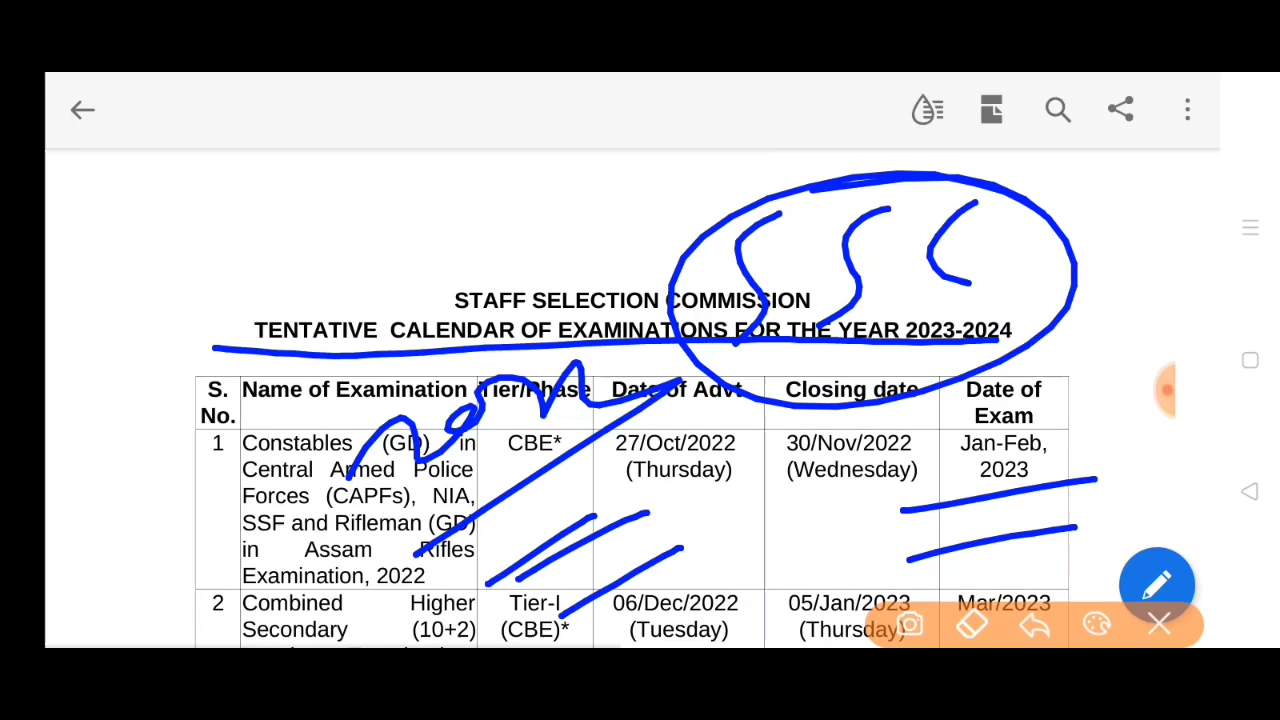 SSC
STAFF SELECTION COMMISSION
TENTATIVE CALENDAR OF EXAMINATIONS FOR THE YEAR 2023-2024
S. No. Name of Examination Tier/Phase Date of Advt. Closing date Date of Exam
1 Constables (GD) in Central Armed Police Forces (CAPFs), NIA, SSF and Rifleman (GD) in Assam Rifles Examination, 2022 CBE* 27/Oct/2022 (Thursday) 30/Nov/2022 (Wednesday) Jan-Feb, 2023
2 Combined Higher Secondary (10+2) Tier-I (CBE)* 06/Dec/2022 (Tuesday) 05/Jan/2023 (Thursday) Mar/2023